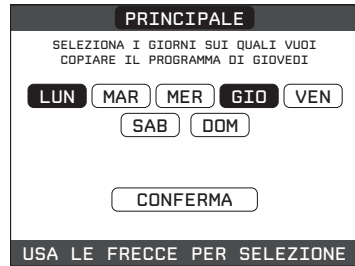 PRINCIPALE
SELEZIONA I GIORNI SUI QUALI VUOI
COPIARE IL PROGRAMMA DI GIOVEDI
LUN MAR MER GIO VEN
SAB DOM
CONFERMA
USA LE FRECCE PER SELEZIONE